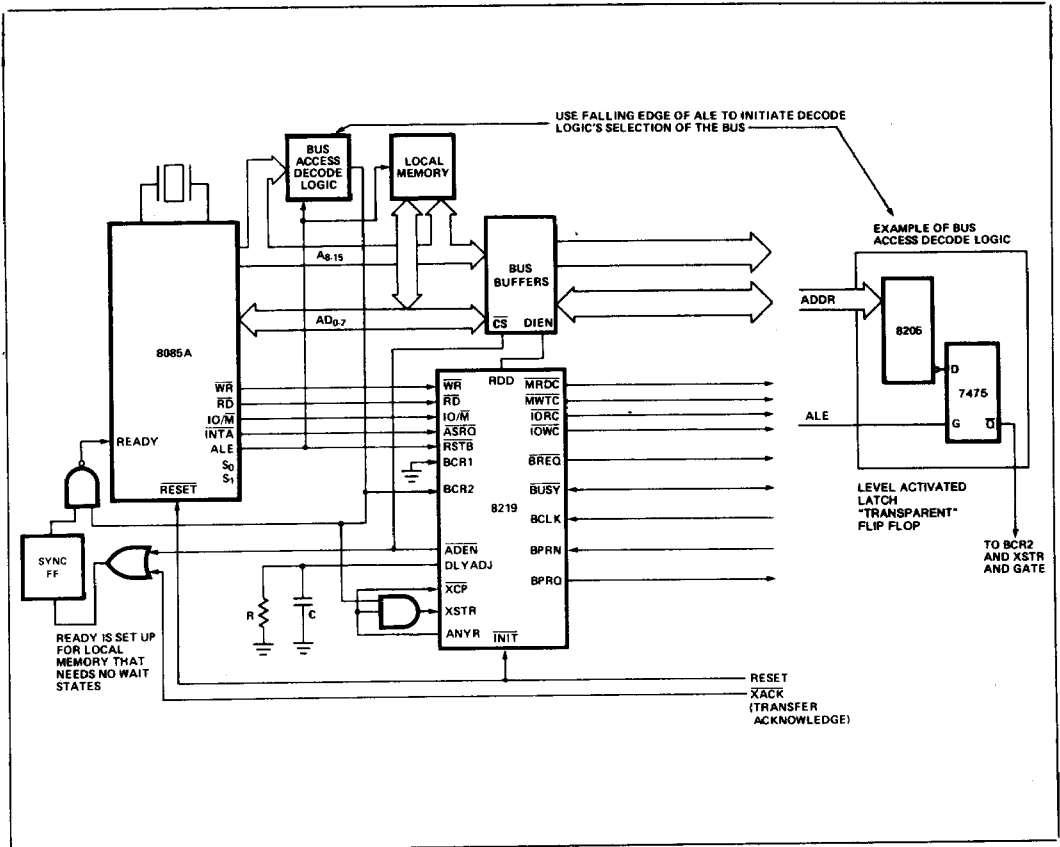 USE FALLING EDGE OF ALE TO INITIATE DECODE
LOGIC'S SELECTION OF THE BUS
BUS
ACCESS
DECODE
LOGIC
LOCAL
MEMORY
EXAMPLE OF BUS
ACCESS DECODE LOGIC
A8-15
BUS
BUFFERS
CS
DIEN
AD0-7
ADDR
8205
D
7475
G
Q
ALE
8085A
WR
RD
IO/M
INTA
ALE
S0
S1
READY
RESET
RDD
WR
RD
IO/M
ASRQ
RSTB
BCR1
BCR2
8219
ADEN
DLYADJ
XCP
XSTR
ANYR
INIT
MRDC
MWTC
IORC
IOWC
BREQ
BUSY
BCLK
BPRN
BPRO
LEVEL ACTIVATED
LATCH
"TRANSPARENT"
FLIP FLOP
TO BCR2
AND XSTR
AND GATE
SYNC
FF
R
C
READY IS SET UP
FOR LOCAL
MEMORY THAT
NEEDS NO WAIT
STATES
RESET
XACK
(TRANSFER
ACKNOWLEDGE)